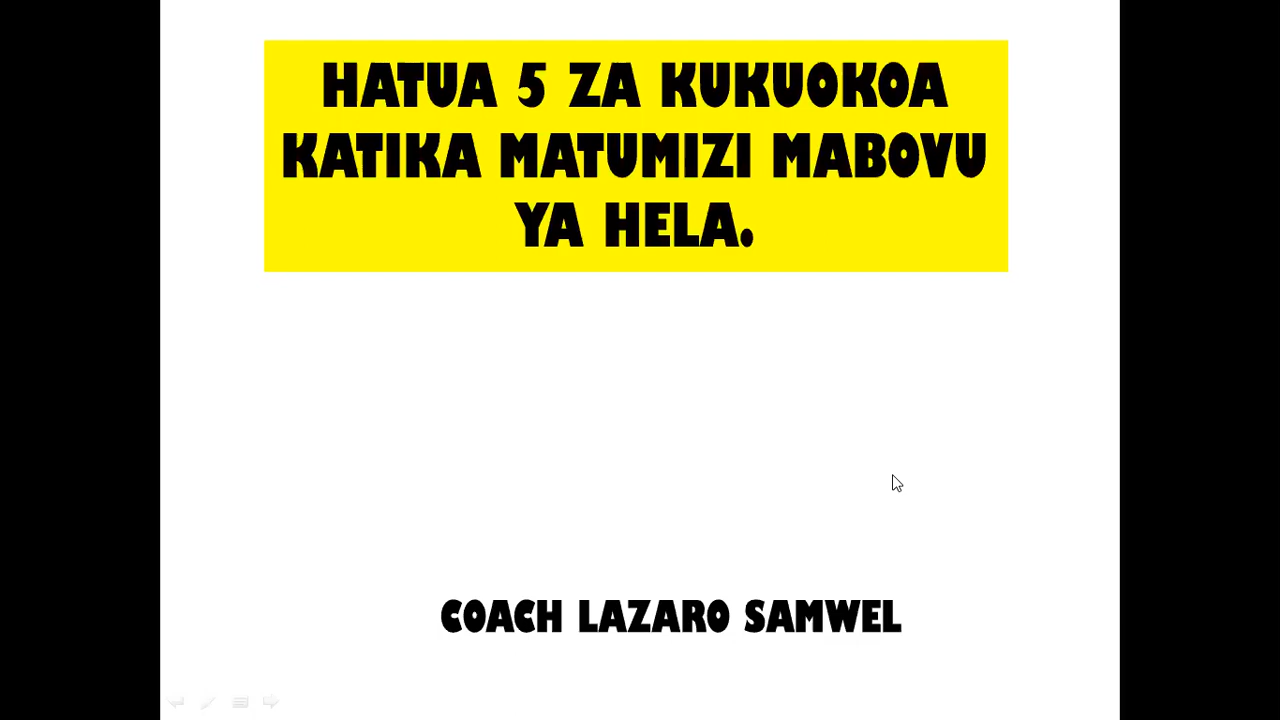 HATUA 5 ZA KUKUOKOA
KATIKA MATUMIZI MABOVU
YA HELA.
COACH LAZARO SAMWEL